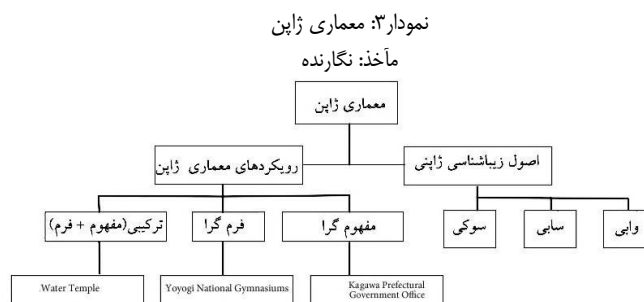 نمودار۳: معماری ژاپن
مآخذ: نگارنده
معماری ژاپن
اصول زیباشناسی ژاپنی
رویکردهای معماری ژاپن
وابی
سابی
سوکی
مفهوم گرا
فرم گرا
ترکیبی(مفهوم + فرم)
Kagawa Prefectural
Government Office
Yoyogi National Gymnasiums
Water Temple